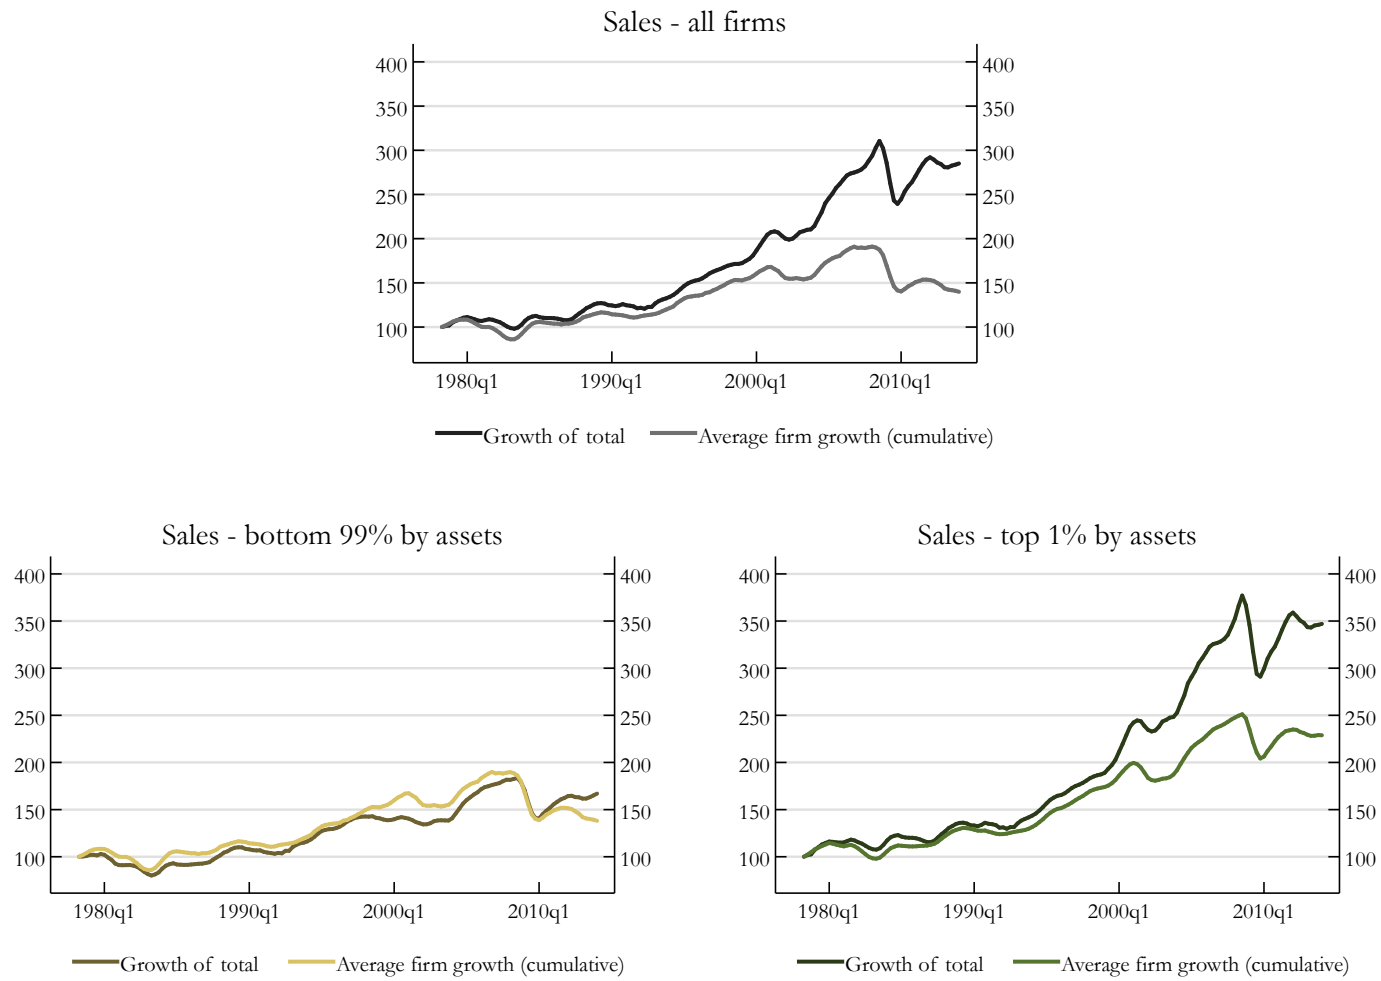 Sales - all firms
400 400
350 350
300 300
250 250
200 200
150 150
100 100
1980q1 1990q1 2000q1 2010q1
Growth of total Average firm growth (cumulative)
Sales - bottom 99% by assets
400 400
350 350
300 300
250 250
200 200
150 150
100 100
1980q1 1990q1 2000q1 2010q1
Growth of total Average firm growth (cumulative)
Sales - top 1% by assets
400 400
350 350
300 300
250 250
200 200
150 150
100 100
1980q1 1990q1 2000q1 2010q1
Growth of total Average firm growth (cumulative)